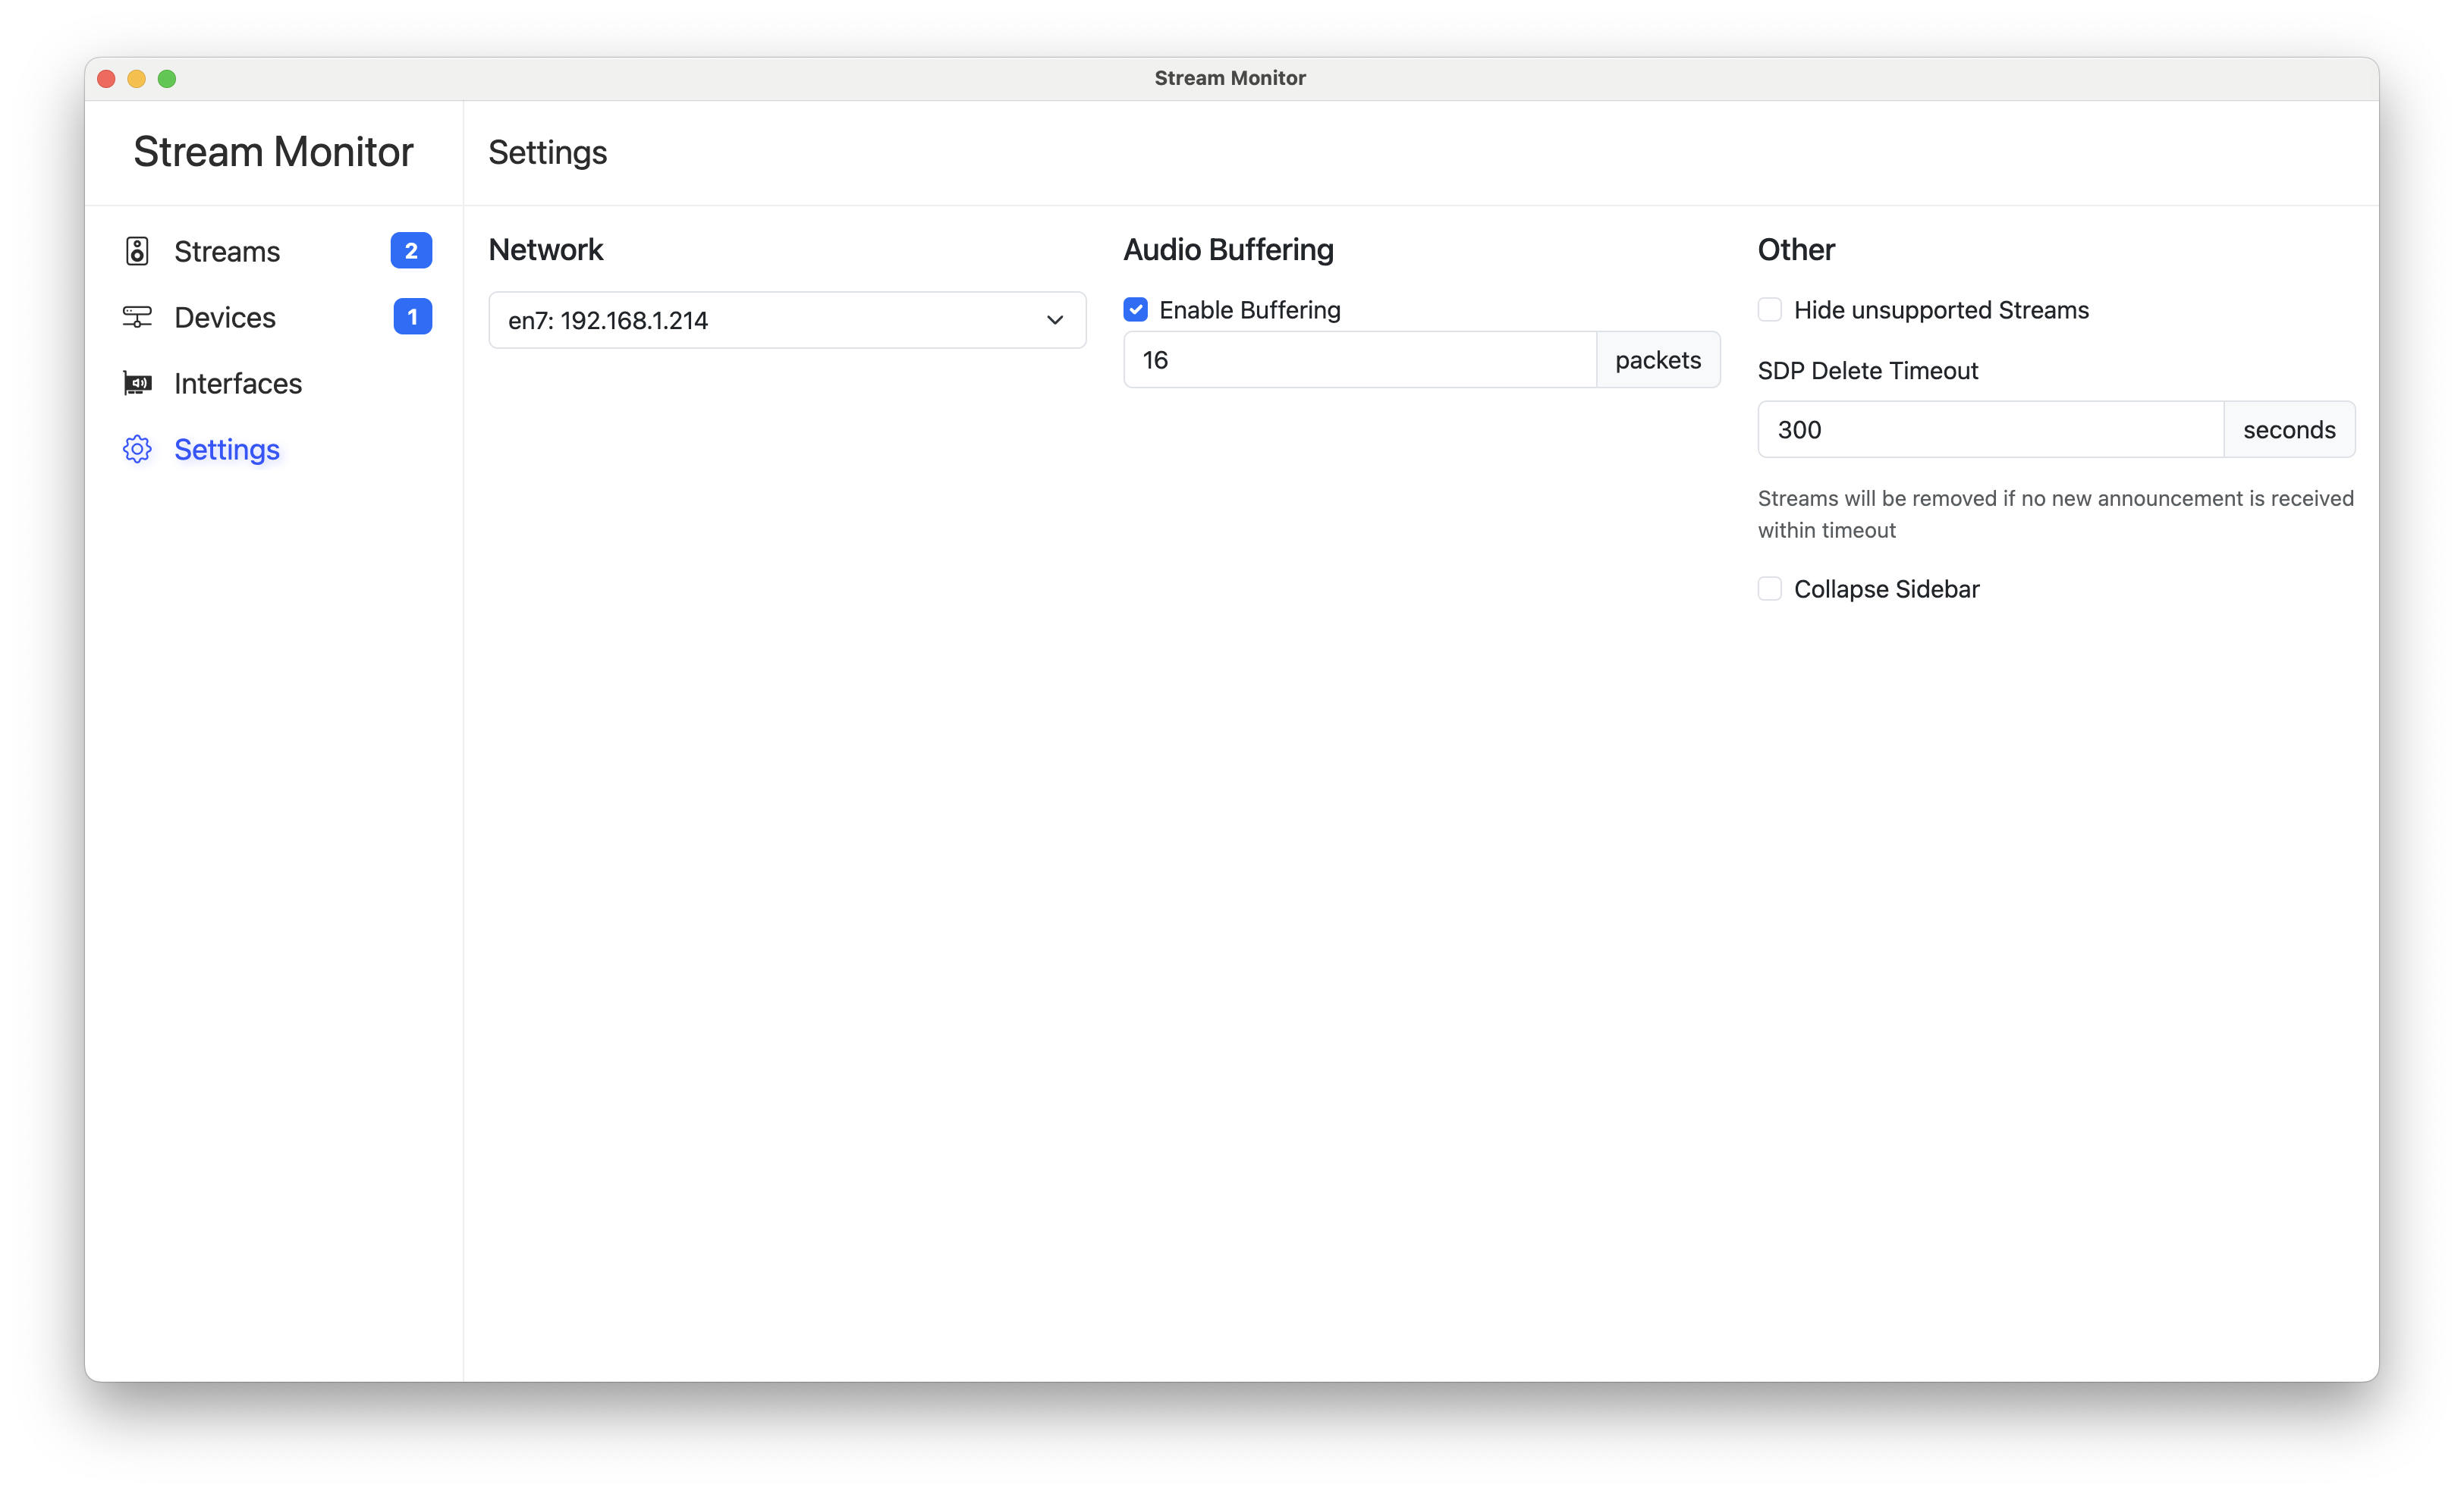 Stream Monitor
Stream Monitor
Settings
Streams 2
Devices 1
Interfaces
Settings
Network
en7: 192.168.1.214
Audio Buffering
Enable Buffering
16 packets
Other
Hide unsupported Streams
SDP Delete Timeout
300 seconds
Streams will be removed if no new announcement is received
within timeout
Collapse Sidebar